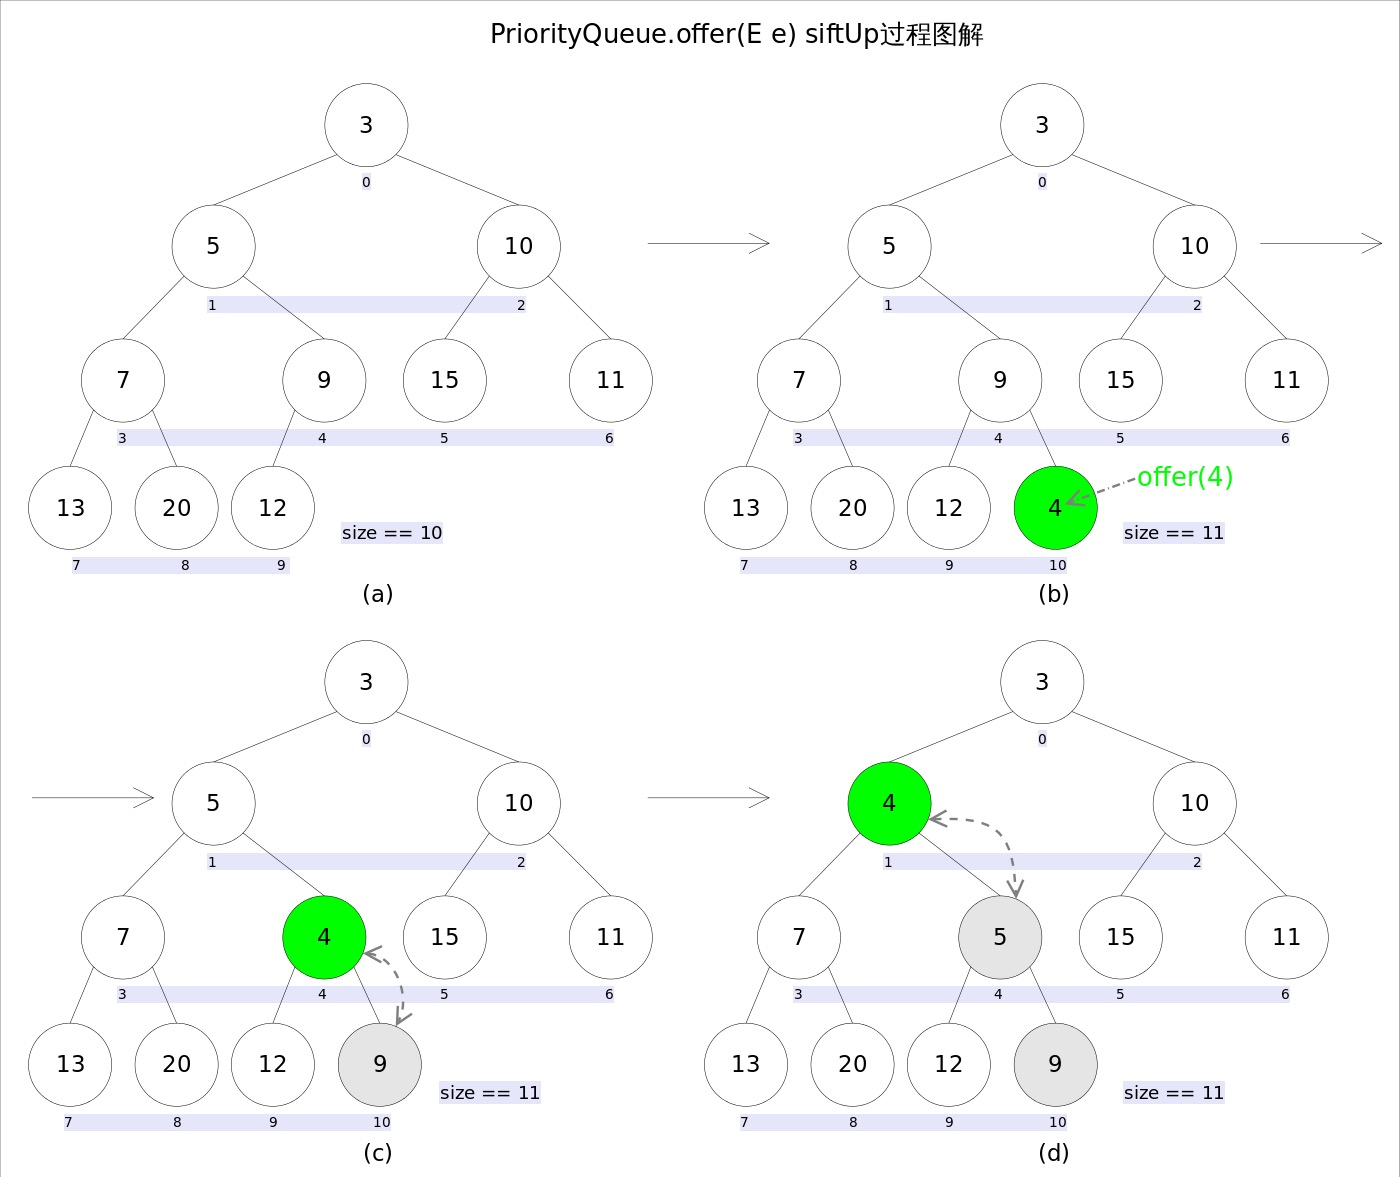 PriorityQueue.offer(E e) siftUp过程图解
3
0
5 10
1 2
7 9 15 11
3 4 5 6
13 20 12
size == 10
7 8 9
(a)
3
0
5 10
1 2
7 9 15 11
3 4 5 6
offer(4)
13 20 12 4
size == 11
7 8 9 10
(b)
3
0
5 10
1 2
7 4 15 11
3 4 5 6
13 20 12 9
size == 11
7 8 9 10
(c)
3
0
4 10
1 2
7 5 15 11
3 4 5 6
13 20 12 9
size == 11
7 8 9 10
(d)